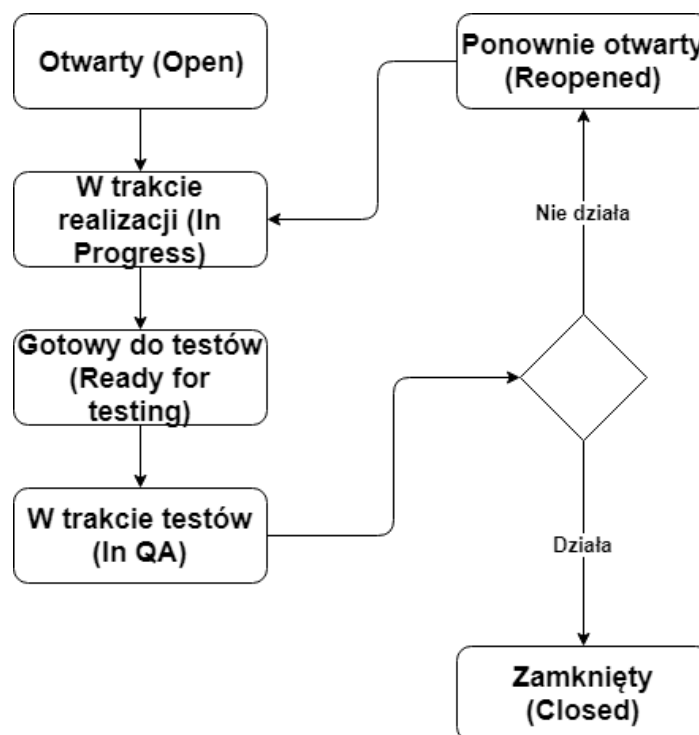 Otwarty (Open)
W trakcie
realizacji (In
Progress)
Gotowy do testów
(Ready for
testing)
W trakcie testów
(In QA)
Ponownie otwarty
(Reopened)
Nie działa
Działa
Zamknięty
(Closed)